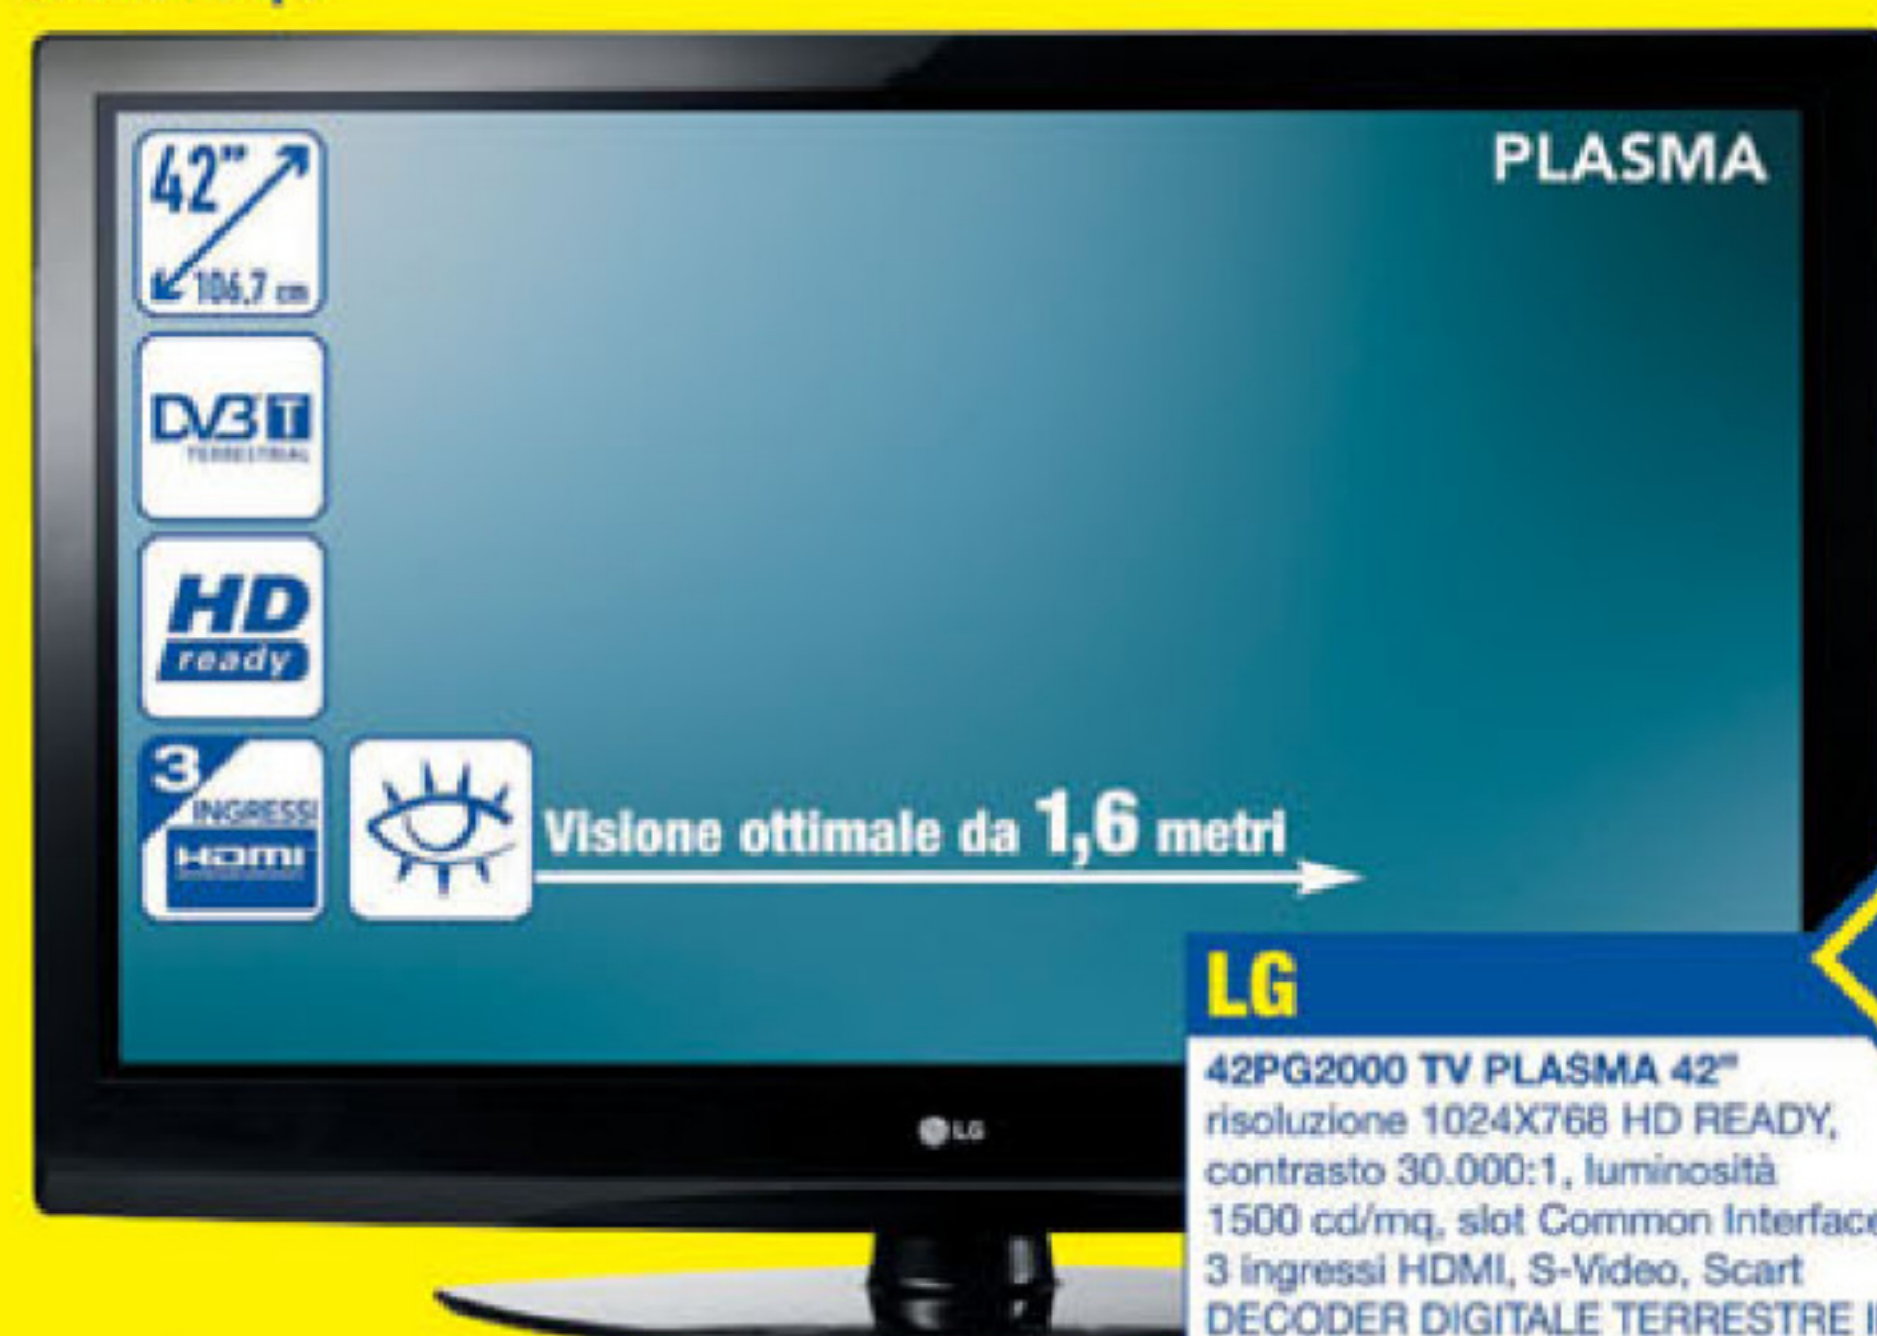 PLASMA
42"
106.7 cm
DVB T
TERRESTRIAL
HD
ready
3
INGRESSI
HDMI
Visione ottimale da 1,6 metri
LG
LG
42PG2000 TV PLASMA 42"
risoluzione 1024X768 HD READY,
contrasto 30.000:1, luminosità
1500 cd/mq, slot Common Interface
3 ingressi HDMI, S-Video, Scart
DECODER DIGITALE TERRESTRE